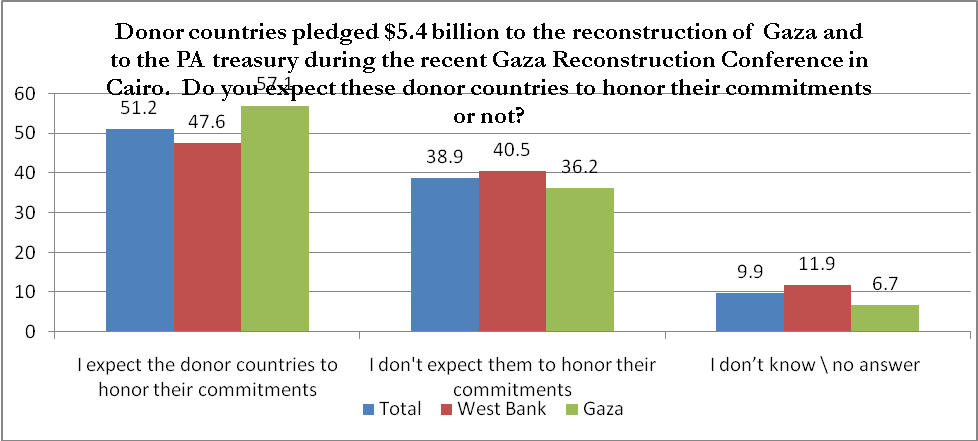 Donor countries pledged $5.4 billion to the reconstruction of Gaza and
to the PA treasury during the recent Gaza Reconstruction Conference in
Cairo. Do you expect these donor countries to honor their commitments
or not?
60
50
40
30
20
10
0
51.2
47.6
57.1
38.9
40.5
36.2
9.9
11.9
6.7
I expect the donor countries to
honor their commitments
I don't expect them to honor their
commitments
I don’t know \ no answer
Total
West Bank
Gaza